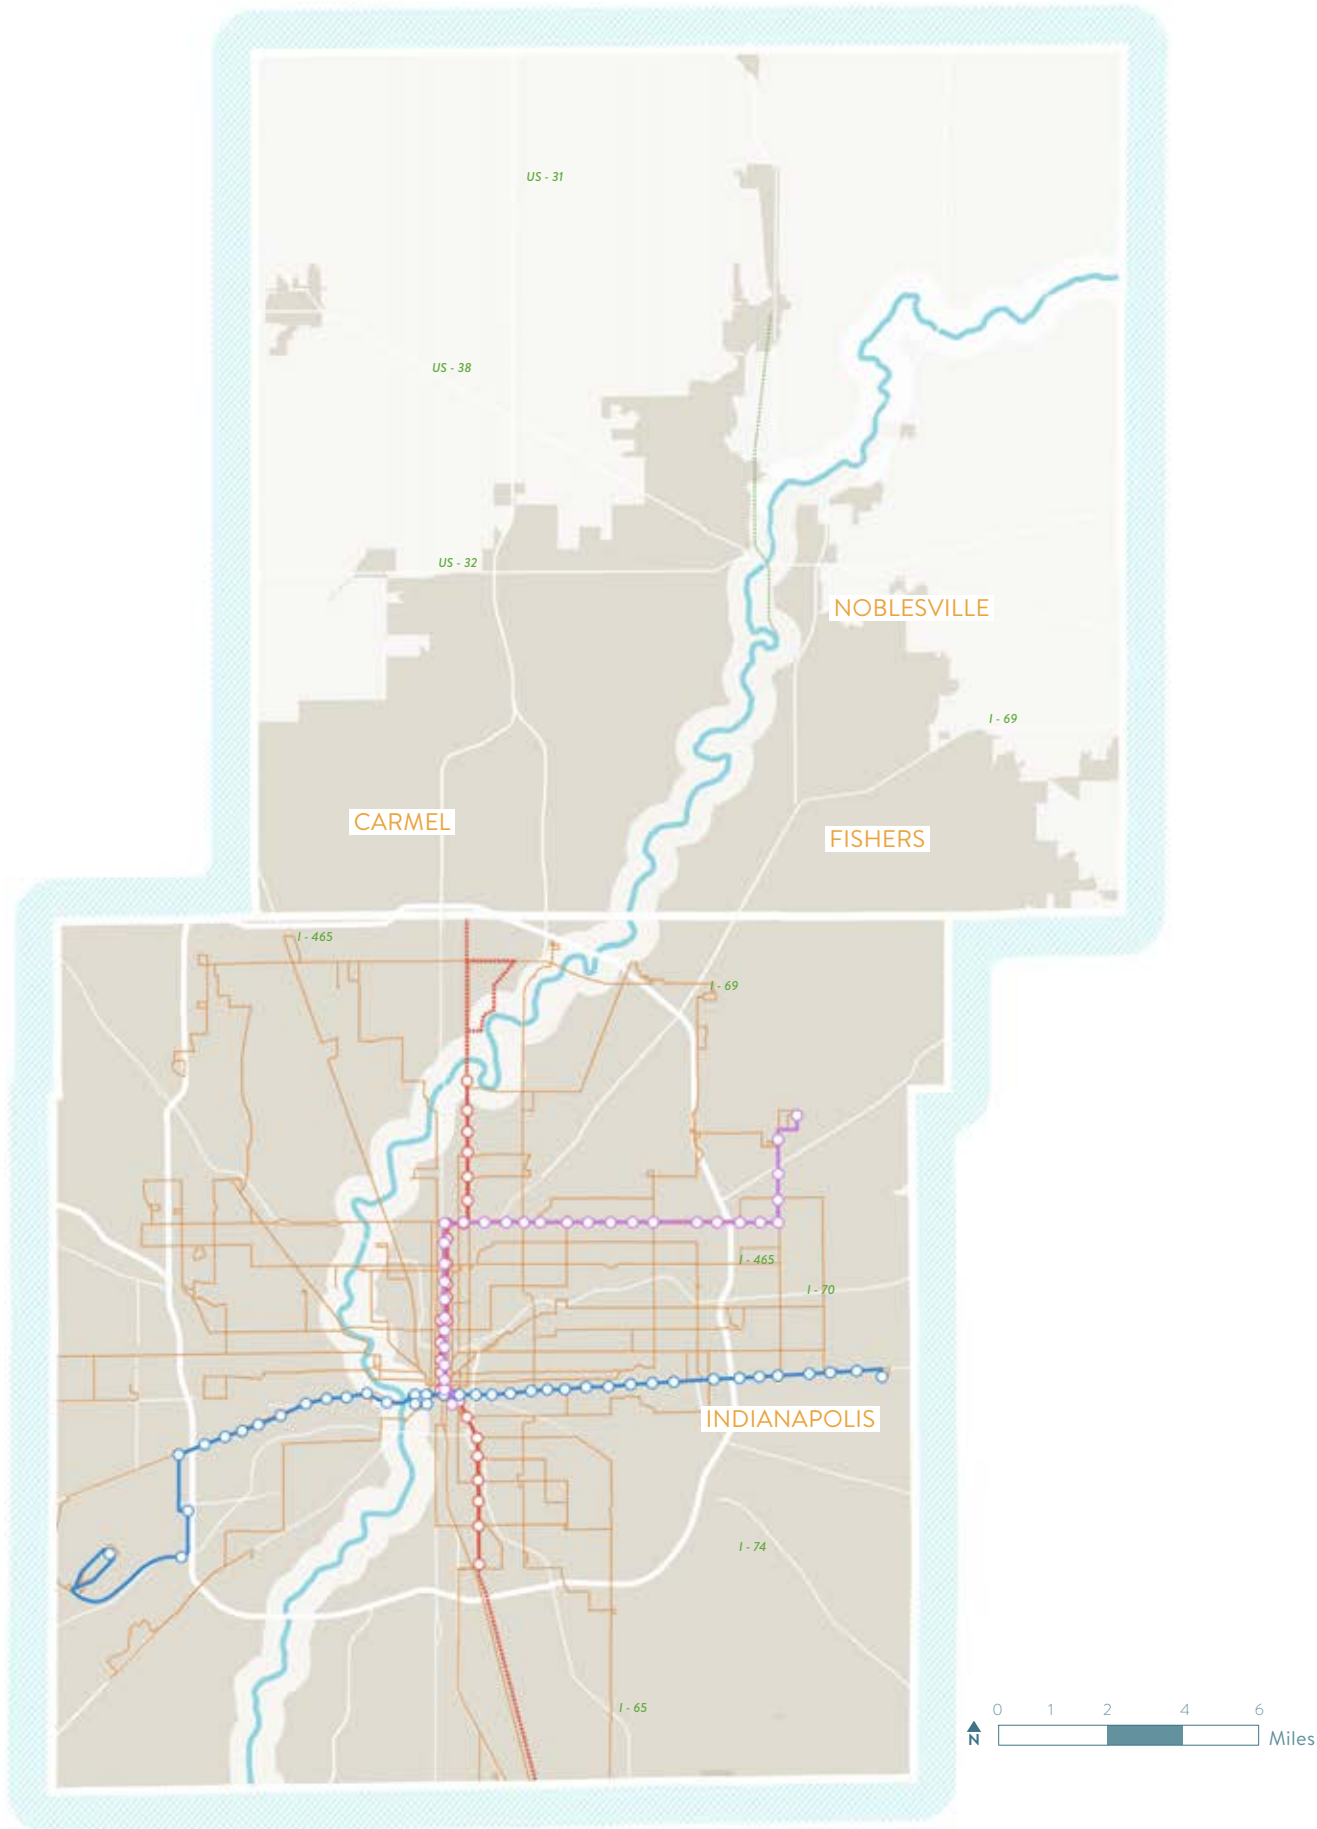 US - 31
US - 38
US - 32
NOBLESVILLE
I - 69
CARMEL
FISHERS
I - 465
I - 69
I - 465
I - 70
INDIANAPOLIS
I - 74
I - 65
0 1 2 4 6
N Miles